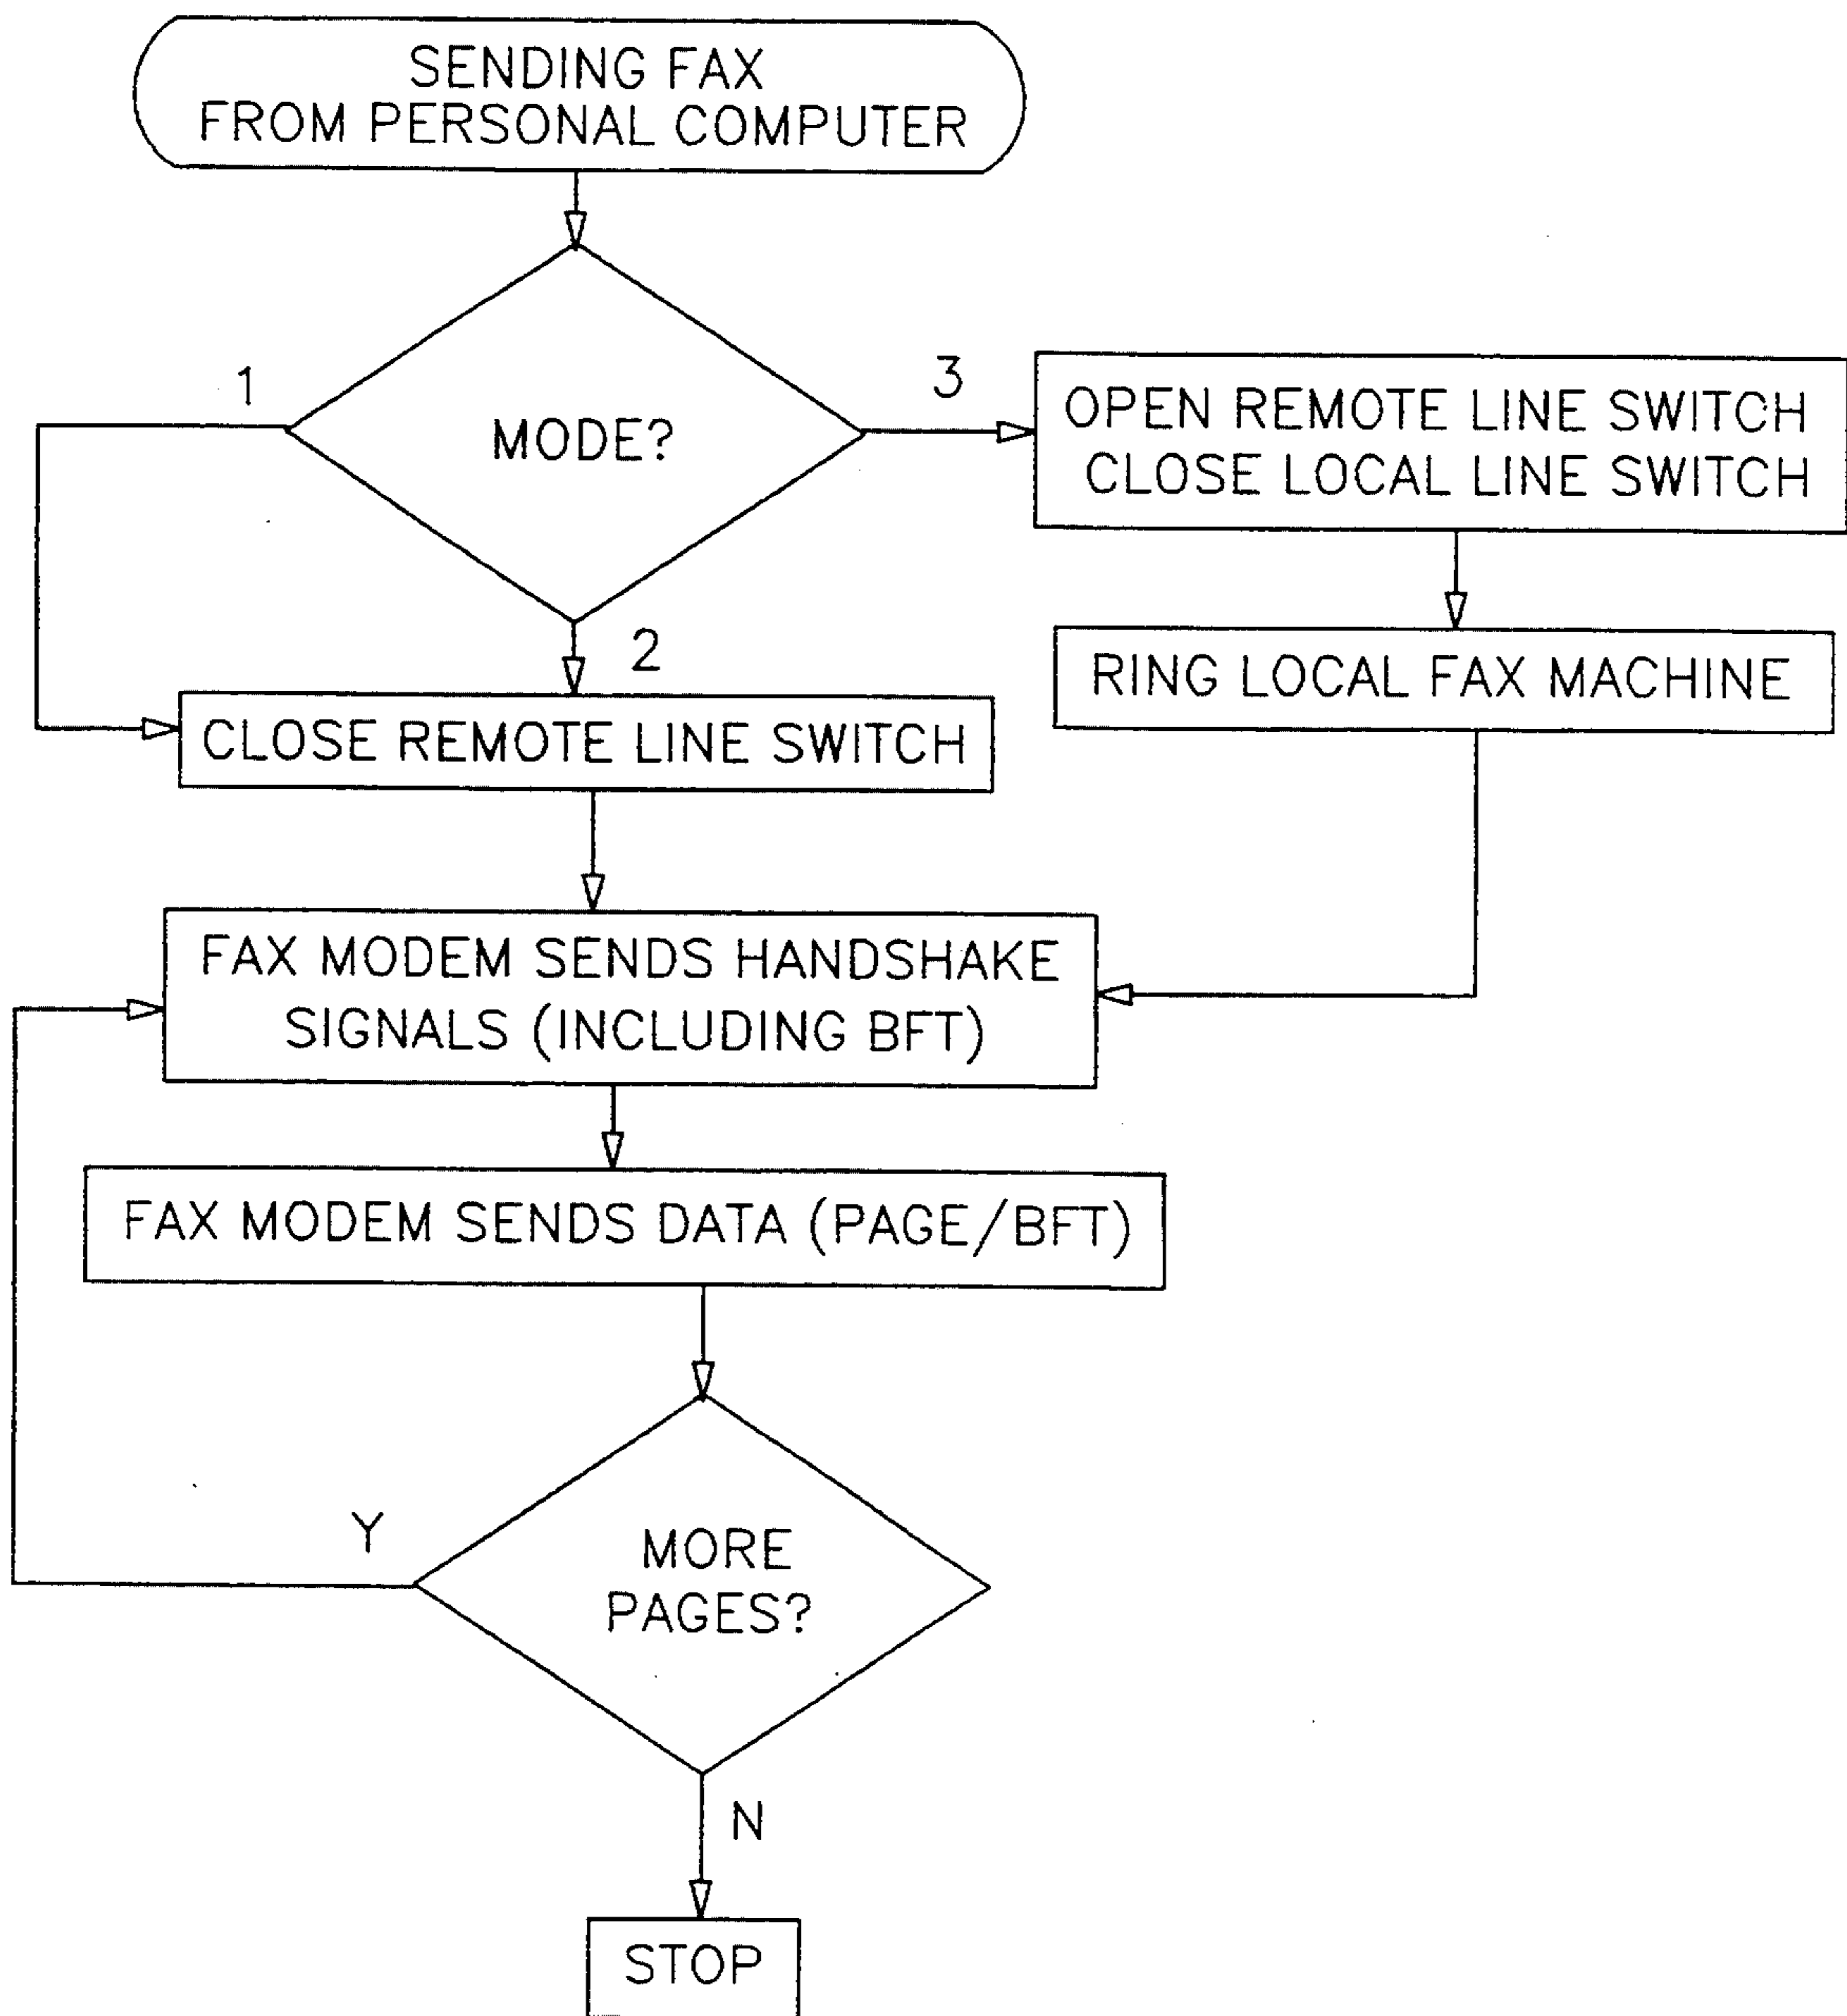 SENDING FAX
FROM PERSONAL COMPUTER
1
MODE?
3
OPEN REMOTE LINE SWITCH
CLOSE LOCAL LINE SWITCH
2
RING LOCAL FAX MACHINE
CLOSE REMOTE LINE SWITCH
FAX MODEM SENDS HANDSHAKE
SIGNALS (INCLUDING BFT)
FAX MODEM SENDS DATA (PAGE/BFT)
Y
MORE
PAGES?
N
STOP